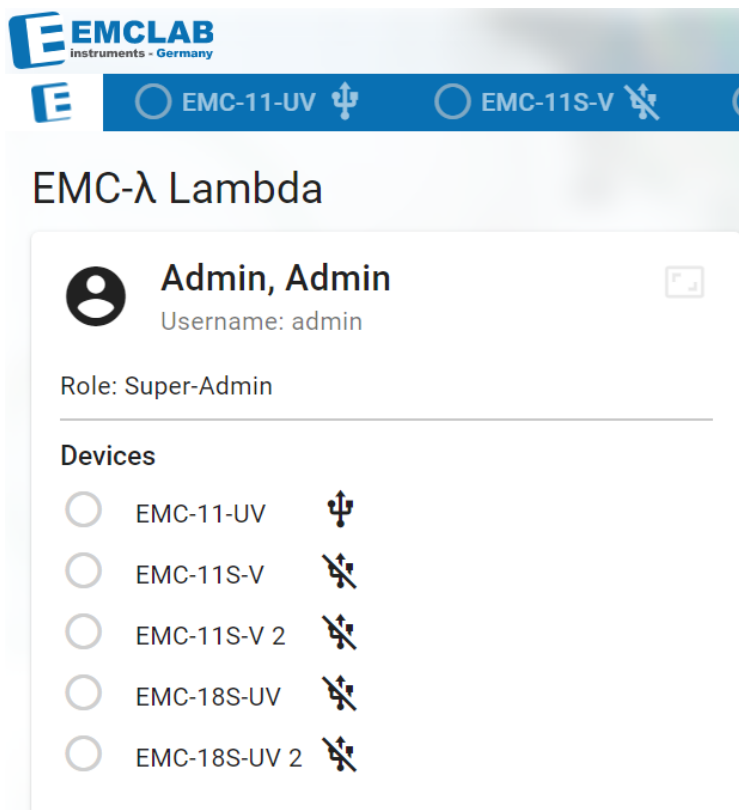 EMCLAB
instruments - Germany
EMC-11-UV EMC-11S-V
EMC-λ Lambda
Admin, Admin
Username: admin
Role: Super-Admin
Devices
EMC-11-UV
EMC-11S-V
EMC-11S-V 2
EMC-18S-UV
EMC-18S-UV 2